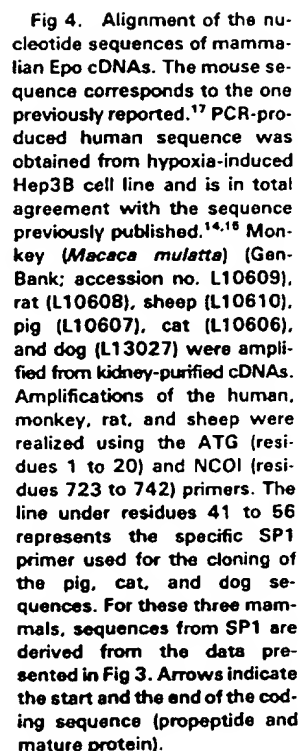 Fig 4. Alignment of the nu-
cleotide sequences of mamma-
lian Epo cDNAs. The mouse se-
quence corresponds to the one
previously reported.17 PCR-pro-
duced human sequence was
obtained from hypoxia-induced
Hep3B cell line and is in total
agreement with the sequence
previously published.14,15 Mon-
key (Macaca mulatta) (Gen-
Bank; accession no. L10609),
rat (L10608), sheep (L10610),
pig (L10607), cat (L10606),
and dog (L13027) were ampli-
fied from kidney-purified cDNAs.
Amplifications of the human,
monkey, rat, and sheep were
realized using the ATG (resi-
dues 1 to 20) and NCOI (resi-
dues 723 to 742) primers. The
line under residues 41 to 56
represents the specific SP1
primer used for the cloning of
the pig, cat, and dog se-
quences. For these three mam-
mals, sequences from SP1 are
derived from the data pre-
sented in Fig 3. Arrows indicate
the start and the end of the cod-
ing sequence (propeptide and
mature protein).